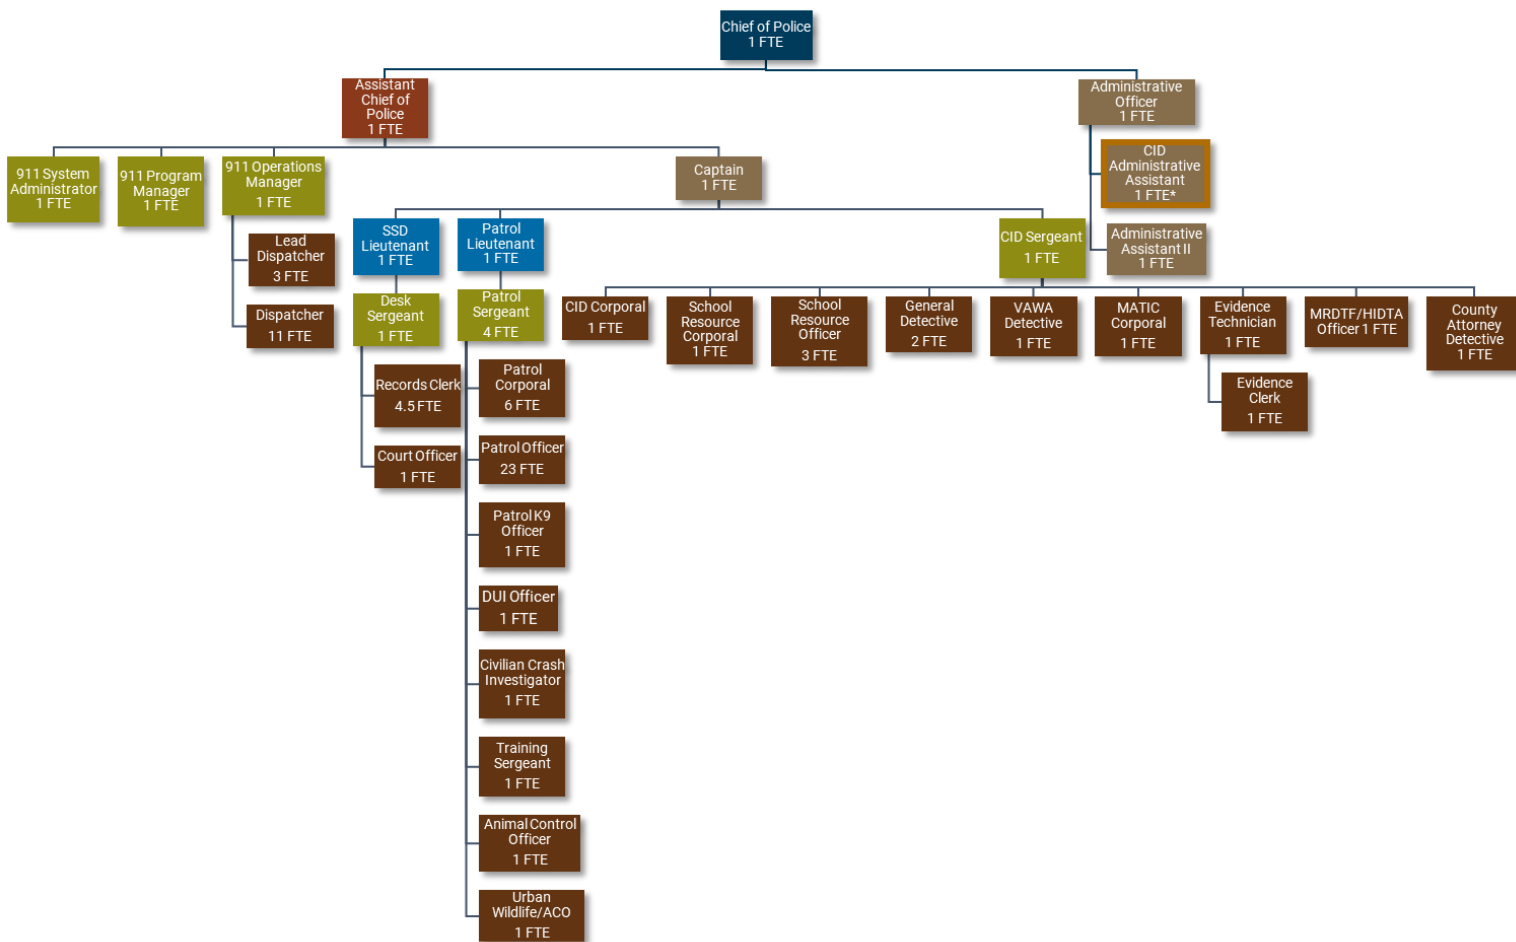 Chief of Police
1 FTE
Assistant
Chief of
Police
1 FTE
Administrative
Officer
1 FTE
911 System
Administrator
1 FTE
911 Program
Manager
1 FTE
911 Operations
Manager
1 FTE
Captain
1 FTE
CID
Administrative
Assistant
1 FTE*
Administrative
Assistant II
1 FTE
Lead
Dispatcher
3 FTE
Dispatcher
11 FTE
SSD
Lieutenant
1 FTE
Patrol
Lieutenant
1 FTE
CID Sergeant
1 FTE
Desk
Sergeant
1 FTE
Patrol
Sergeant
4 FTE
CID Corporal
1 FTE
School
Resource
Corporal
1 FTE
School
Resource
Officer
3 FTE
General
Detective
2 FTE
VAWA
Detective
1 FTE
MATIC
Corporal
1 FTE
Evidence
Technician
1 FTE
MRDTF/HIDTA
Officer 1 FTE
County
Attorney
Detective
1 FTE
Evidence
Clerk
1 FTE
Records Clerk
4.5 FTE
Court Officer
1 FTE
Patrol
Corporal
6 FTE
Patrol Officer
23 FTE
Patrol K9
Officer
1 FTE
DUI Officer
1 FTE
Civilian Crash
Investigator
1 FTE
Training
Sergeant
1 FTE
Animal Control
Officer
1 FTE
Urban
Wildlife/ACO
1 FTE